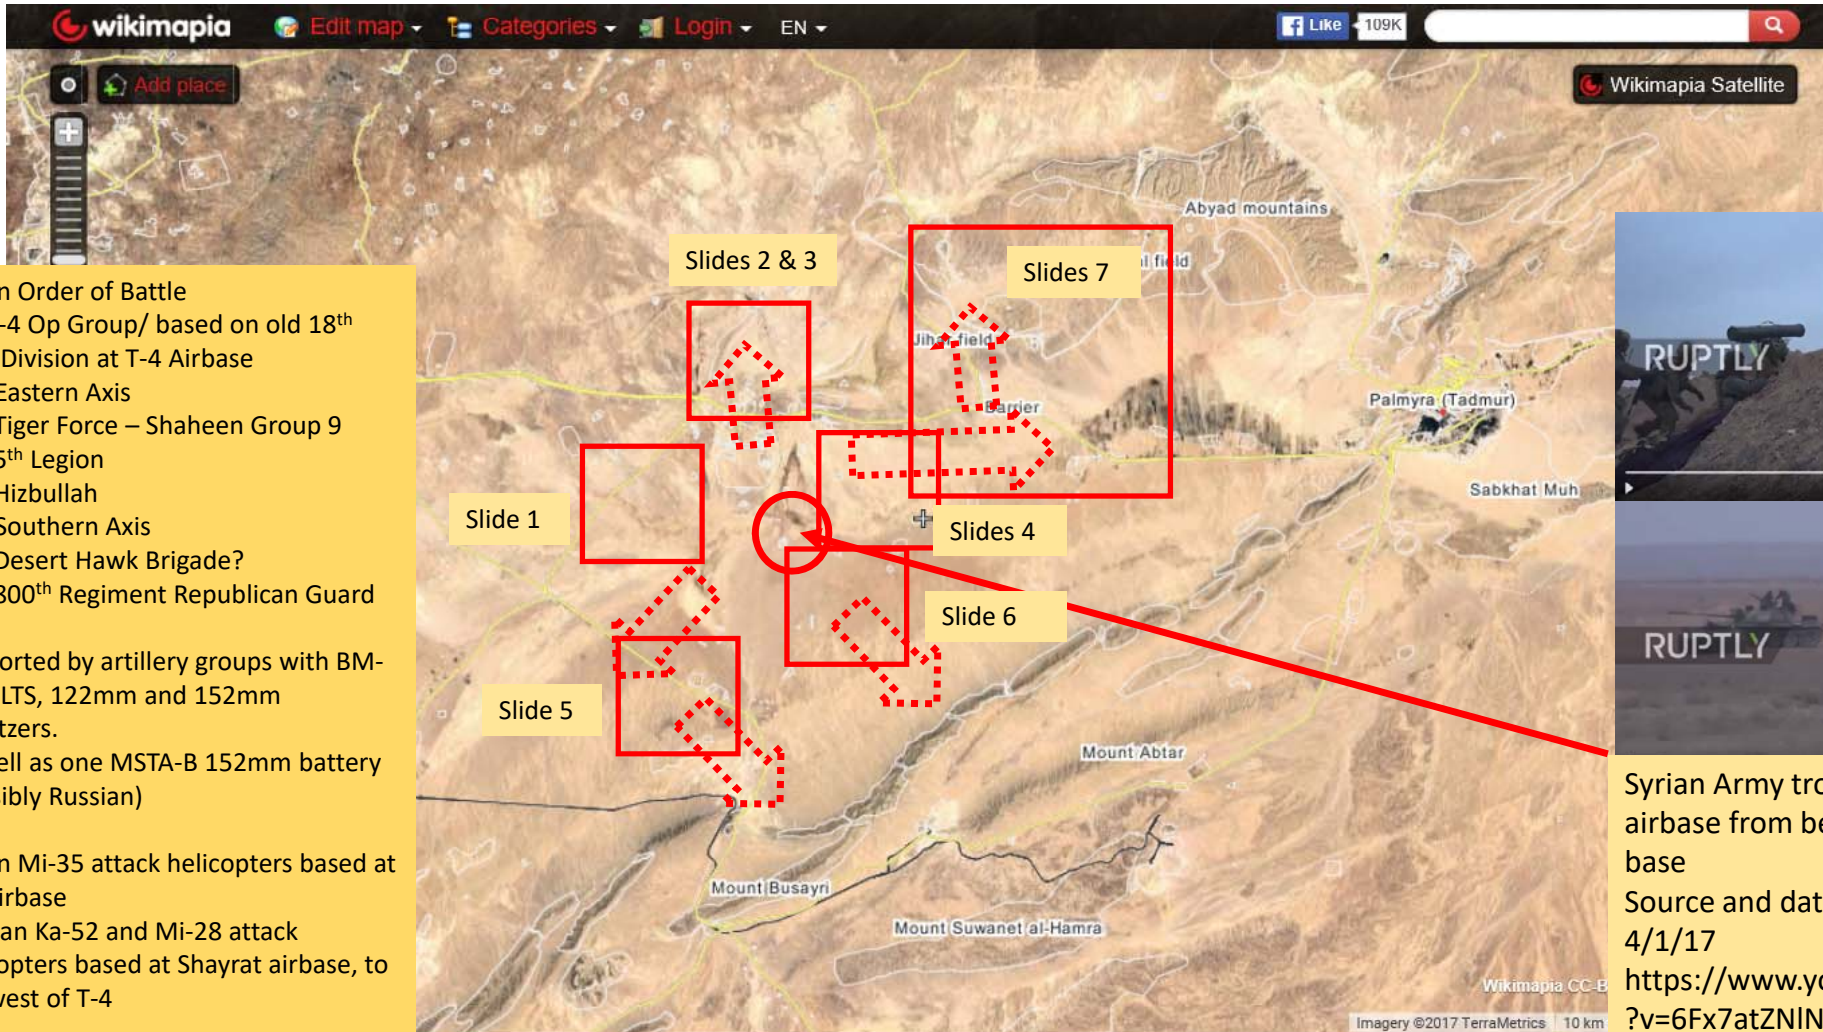 wikimapia
Edit map
Categories
Login
EN
Like
109K
Add place
Wikimapia Satellite
Abyad mountains
Slides 2 & 3
Slides 7
l field
Jihar field
Barrier
Palmyra (Tadmur)
Sabkhat Muh
Slide 1
Slides 4
Slide 6
Slide 5
Mount Abtar
Mount Busayri
Mount Suwanet al-Hamra
Wikimapia CC-B
Imagery ©2017 TerraMetrics
10 km
n Order of Battle
-4 Op Group/ based on old 18th
Division at T-4 Airbase
Eastern Axis
Tiger Force – Shaheen Group 9
5th Legion
Hizbullah
Southern Axis
Desert Hawk Brigade?
800th Regiment Republican Guard
orted by artillery groups with BM-
LTS, 122mm and 152mm
tzers.
ell as one MSTA-B 152mm battery
sibly Russian)
n Mi-35 attack helicopters based at
irbase
an Ka-52 and Mi-28 attack
opters based at Shayrat airbase, to
west of T-4
RUPTLY
RUPTLY
Syrian Army tro
airbase from be
base
Source and dat
4/1/17
https://www.yo
?v=6Fx7atZNlN